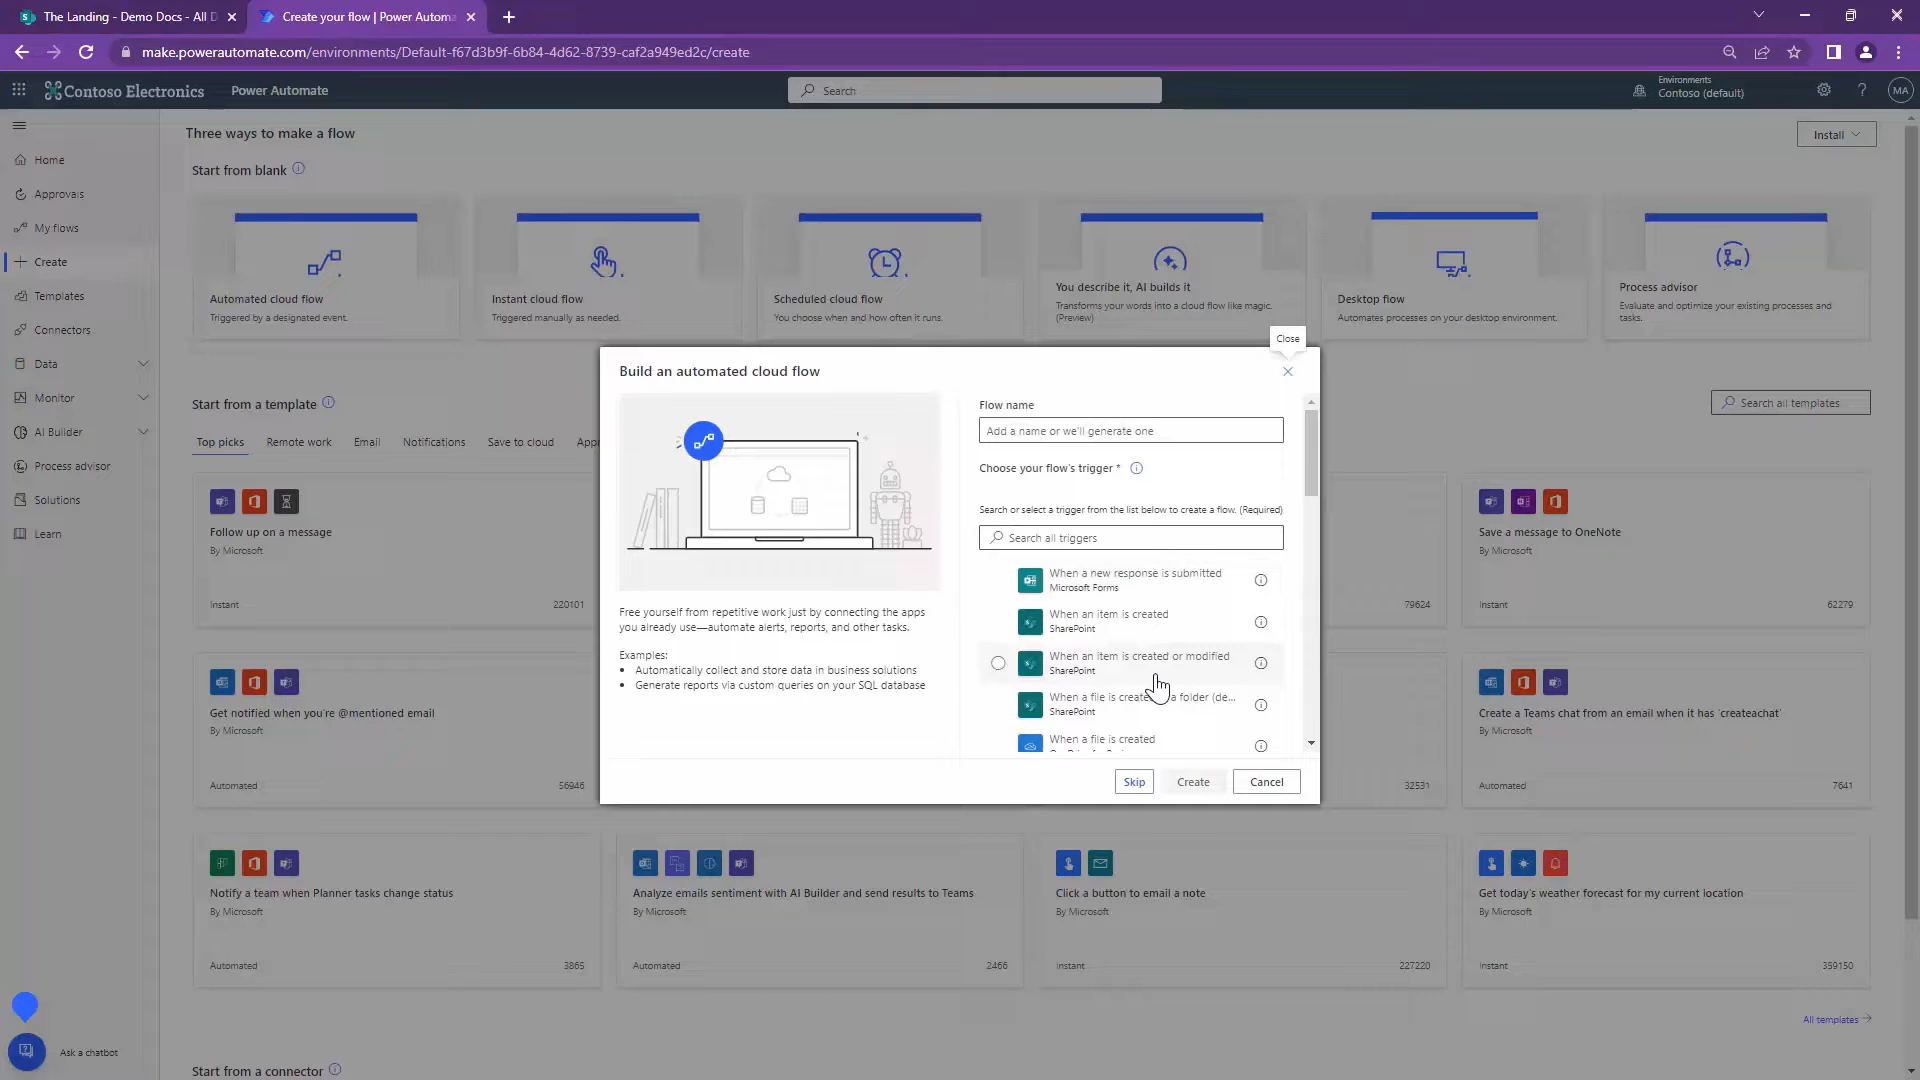 The Landing - Demo Docs - All D
Create your flow | Power Automa
make.powerautomate.com/environments/Default-f67d3b9f-6b84-4d62-8739-caf2a949ed2c/create
Contoso Electronics
Power Automate
Search
Environments
Contoso (default)
MA
Home
Approvals
My flows
Create
Templates
Connectors
Data
Monitor
AI Builder
Process advisor
Solutions
Learn
Ask a chatbot
Three ways to make a flow
Install
Start from blank
Automated cloud flow
Triggered by a designated event.
Instant cloud flow
Triggered manually as needed.
Scheduled cloud flow
You choose when and how often it runs.
You describe it, AI builds it
Transforms your words into a cloud flow like magic.
(Preview)
Desktop flow
Automates processes on your desktop environment.
Process advisor
Evaluate and optimize your existing processes and
tasks.
Start from a template
Search all templates
Top picks
Remote work
Email
Notifications
Save to cloud
Appr
Follow up on a message
By Microsoft
Instant
220101
79624
Save a message to OneNote
By Microsoft
Instant
62279
Get notified when you're @mentioned email
By Microsoft
Automated
56946
32531
Create a Teams chat from an email when it has 'createachat'
By Microsoft
Automated
7641
Notify a team when Planner tasks change status
By Microsoft
Automated
3865
Analyze emails sentiment with AI Builder and send results to Teams
By Microsoft
Automated
2466
Click a button to email a note
By Microsoft
Instant
227220
Get today's weather forecast for my current location
By Microsoft
Instant
359150
All templates
Start from a connector
Close
Build an automated cloud flow
Free yourself from repetitive work just by connecting the apps
you already use—automate alerts, reports, and other tasks.
Examples:
• Automatically collect and store data in business solutions
• Generate reports via custom queries on your SQL database
Flow name
Add a name or we'll generate one
Choose your flow's trigger *
Search or select a trigger from the list below to create a flow. (Required)
Search all triggers
When a new response is submitted
Microsoft Forms
When an item is created
SharePoint
When an item is created or modified
SharePoint
When a file is create a folder (de...
SharePoint
When a file is created
Skip
Create
Cancel